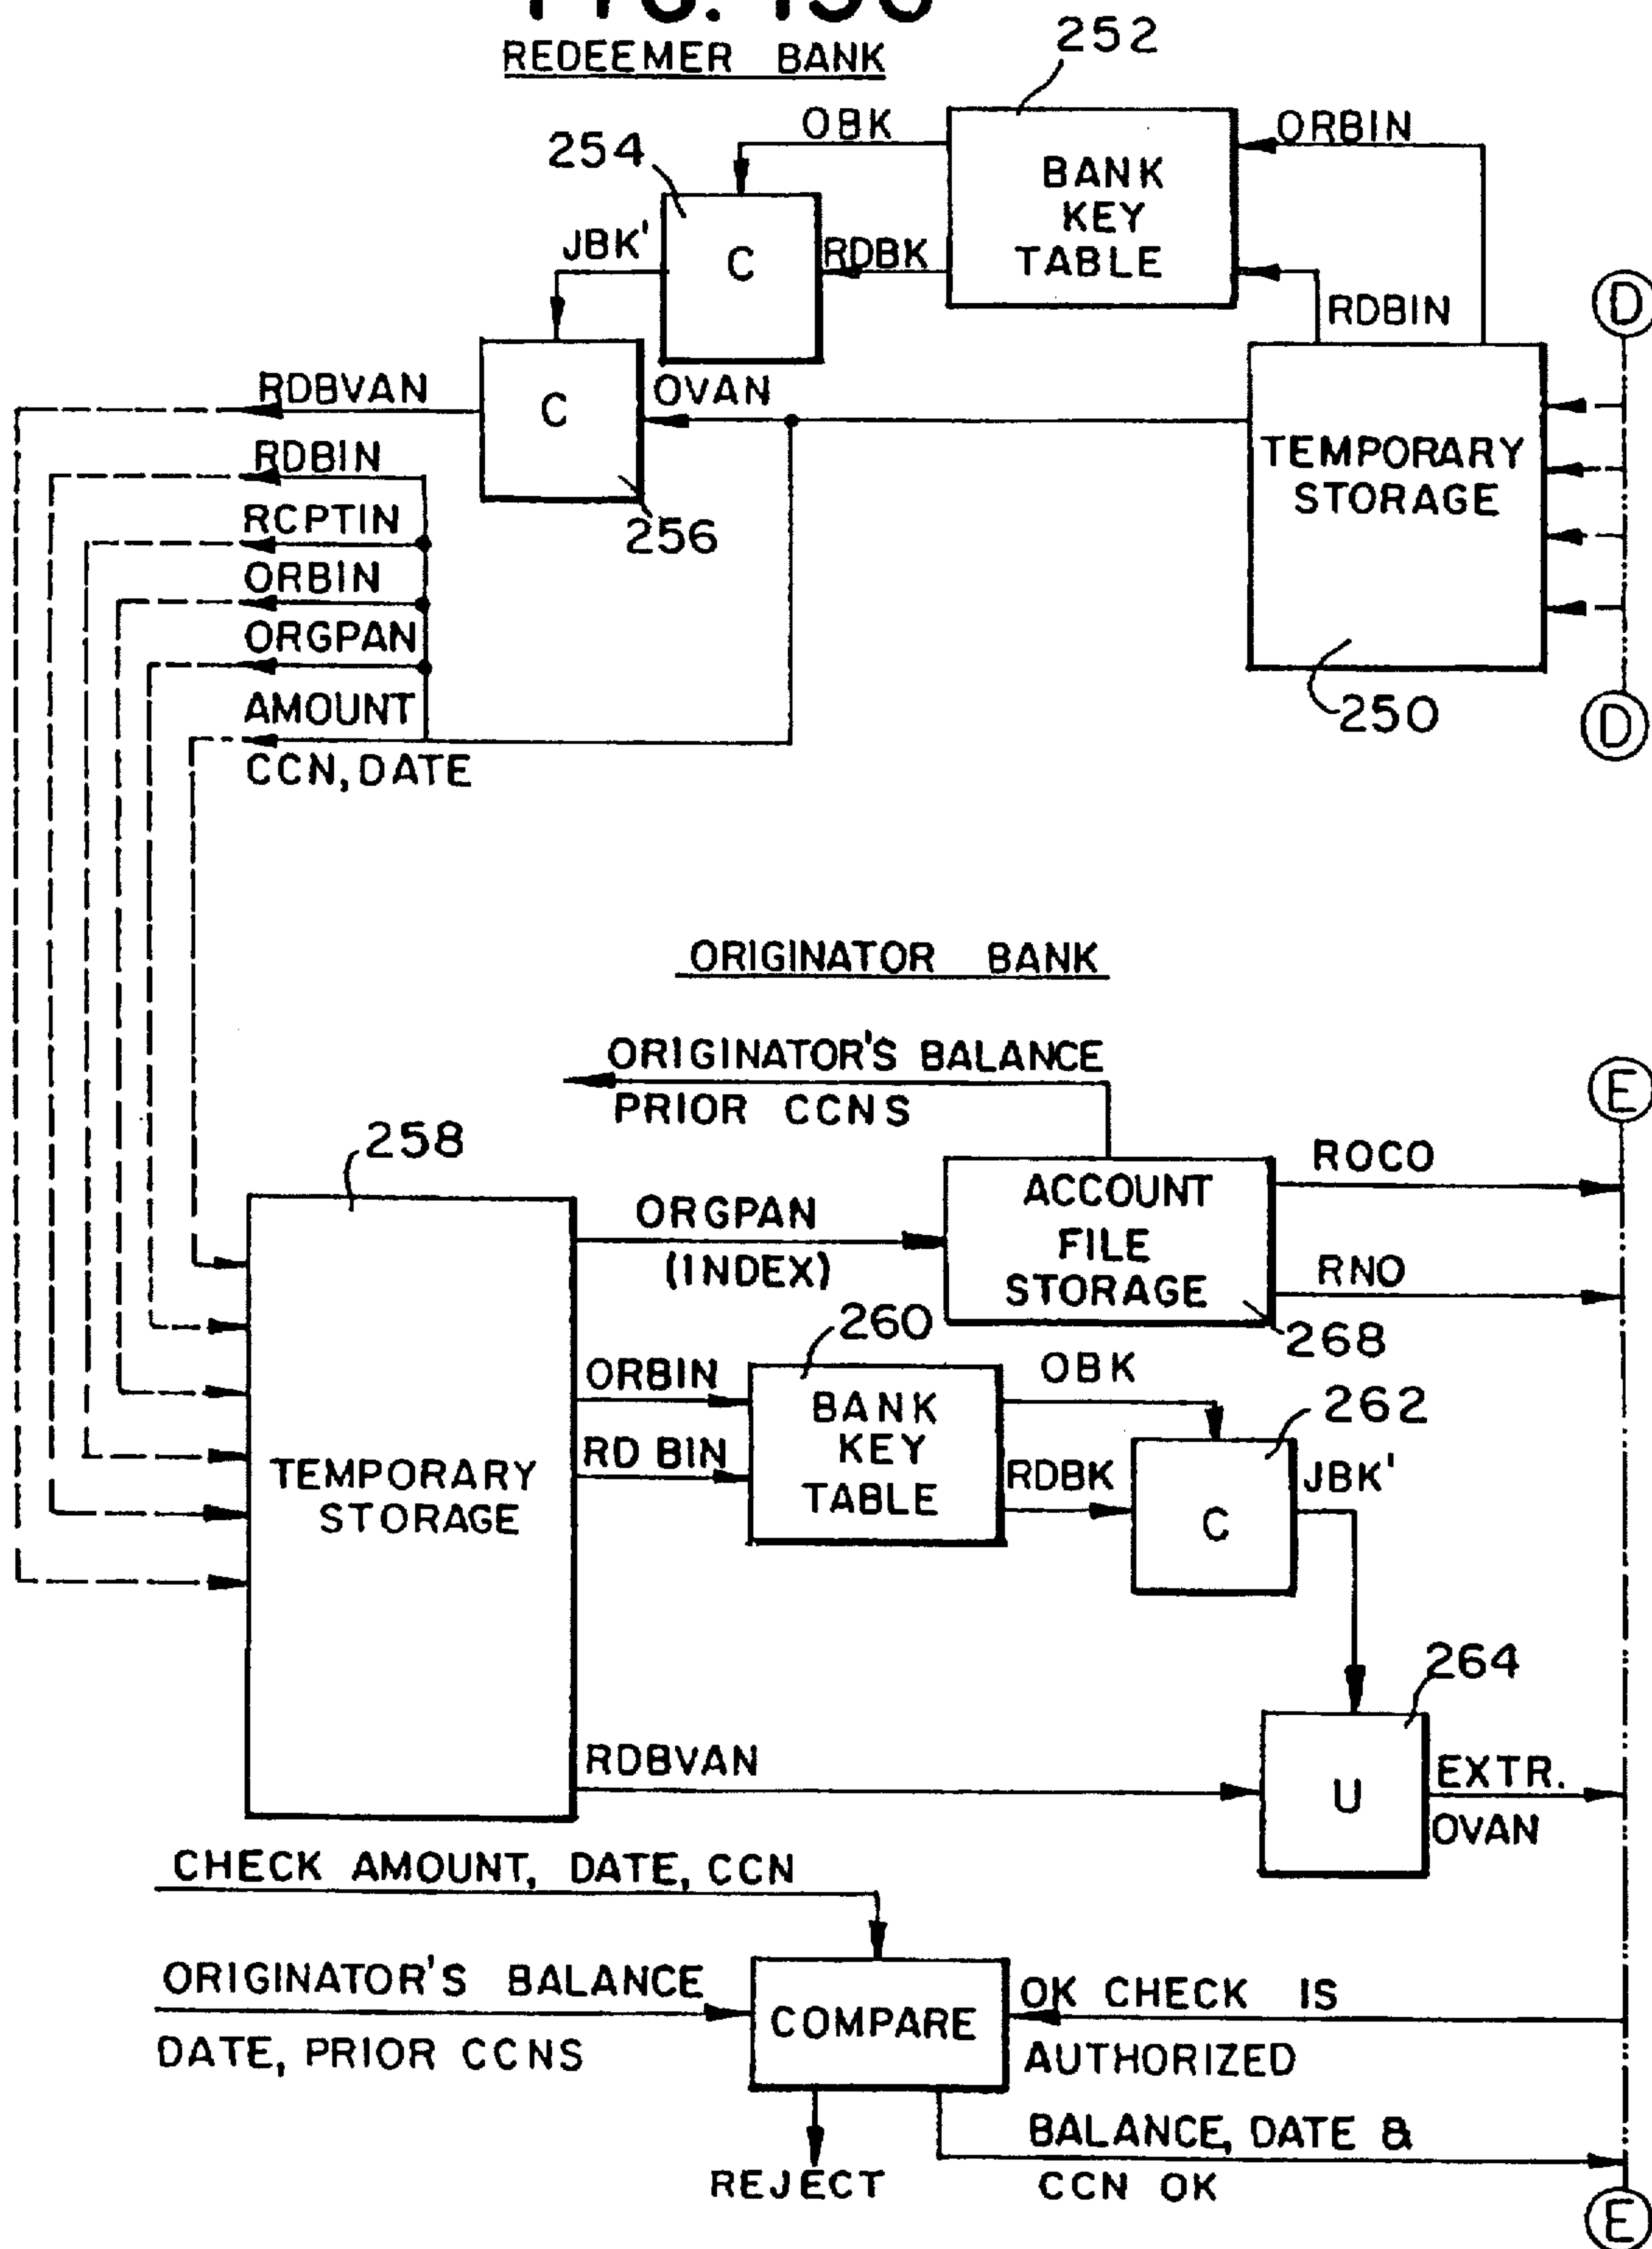 REDEEMER BANK
252
OBK
ORBIN
254
BANK
KEY
TABLE
JBK'
C
RDBK
RDBIN
D
RDBVAN
C
OVAN
TEMPORARY
STORAGE
RDBIN
RCPTIN
256
ORBIN
ORGPAN
AMOUNT
CCN, DATE
250
D
ORIGINATOR BANK
ORIGINATOR'S BALANCE
PRIOR CCNS
E
258
ROCO
ORGPAN
(INDEX)
ACCOUNT
FILE
STORAGE
RNO
268
260
OBK
ORBIN
BANK
KEY
TABLE
262
RD BIN
RDBK
JBK'
C
TEMPORARY
STORAGE
264
RDBVAN
U
EXTR.
OVAN
CHECK AMOUNT, DATE, CCN
ORIGINATOR'S BALANCE
DATE, PRIOR CCNS
COMPARE
OK CHECK IS
AUTHORIZED
BALANCE, DATE &
CCN OK
REJECT
E